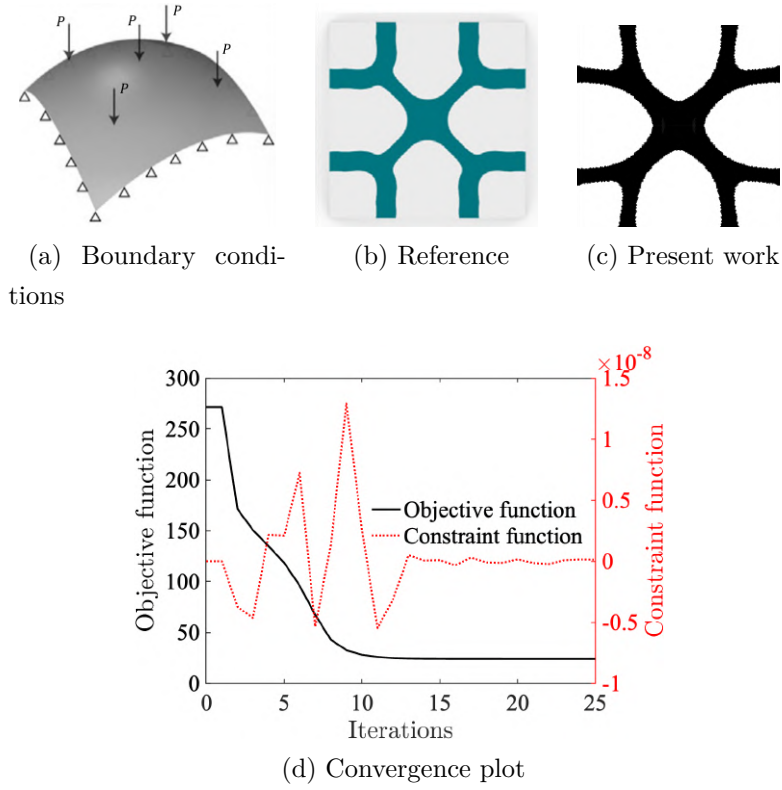 P
P
P
P
P
(a) Boundary condi-
tions
(b) Reference
(c) Present work
×10⁻⁸
300
250
200
150
100
50
0
Objective function
1.5
1
0.5
0
-0.5
-1
Constraint function
Objective function
Constraint function
0
5
10
15
20
25
Iterations
(d) Convergence plot